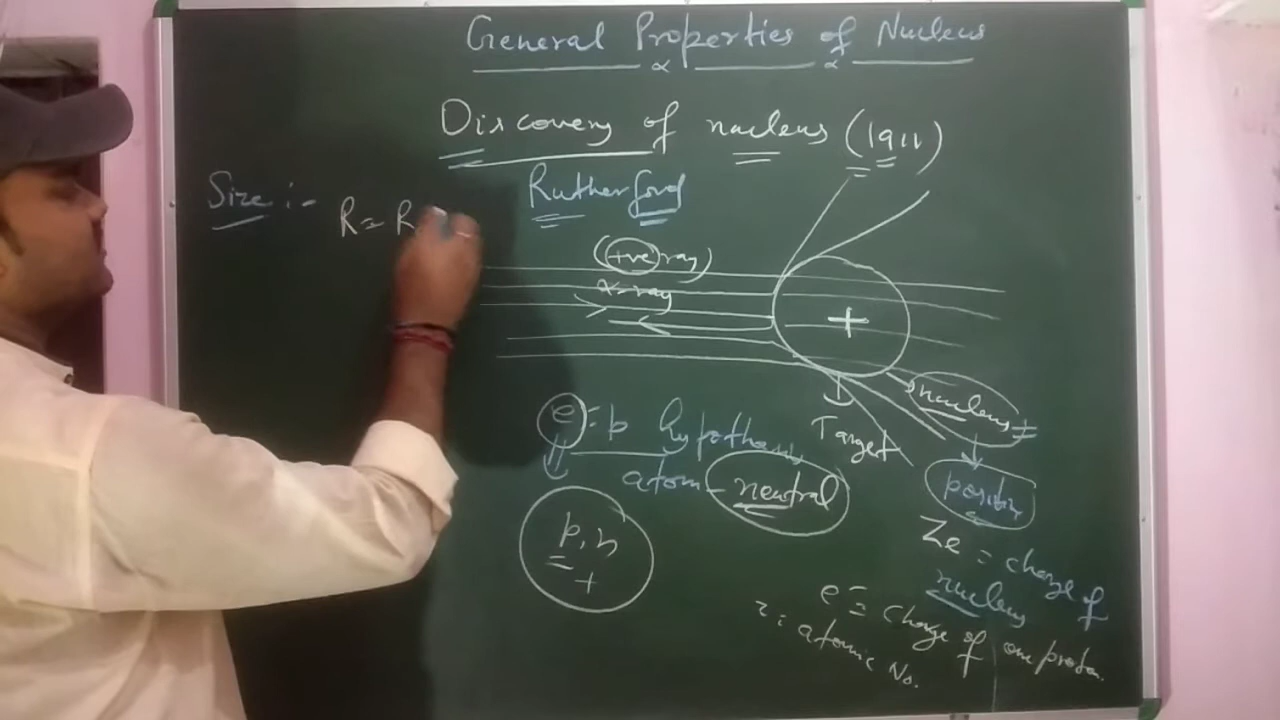 General Properties of Nucleus
Discovery of nucleus (1911)
Size :- R = R
Rutherford
(+ve ray)
α-ray
+
nucleus
Target
e = p hypothesis
atom - neutral
positive
p, n
+
Ze = charge of
nucleus
e = charge of one proton
z = atomic No.